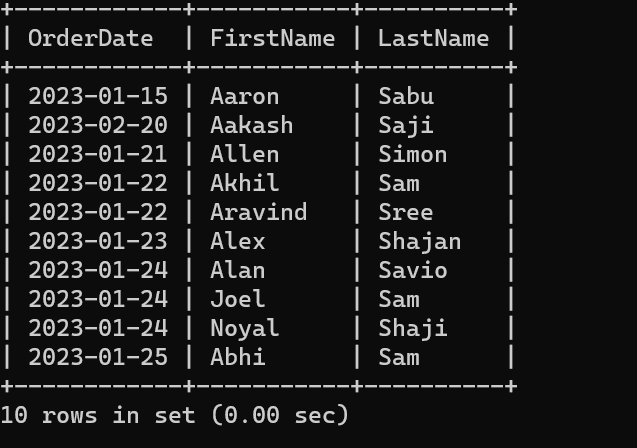 +------------+-----------+----------+
| OrderDate  | FirstName | LastName |
+------------+-----------+----------+
| 2023-01-15 | Aaron     | Sabu     |
| 2023-02-20 | Aakash    | Saji     |
| 2023-01-21 | Allen     | Simon    |
| 2023-01-22 | Akhil     | Sam      |
| 2023-01-22 | Aravind   | Sree     |
| 2023-01-23 | Alex      | Shajan   |
| 2023-01-24 | Alan      | Savio    |
| 2023-01-24 | Joel      | Sam      |
| 2023-01-24 | Noyal     | Shaji    |
| 2023-01-25 | Abhi      | Sam      |
+------------+-----------+----------+
10 rows in set (0.00 sec)